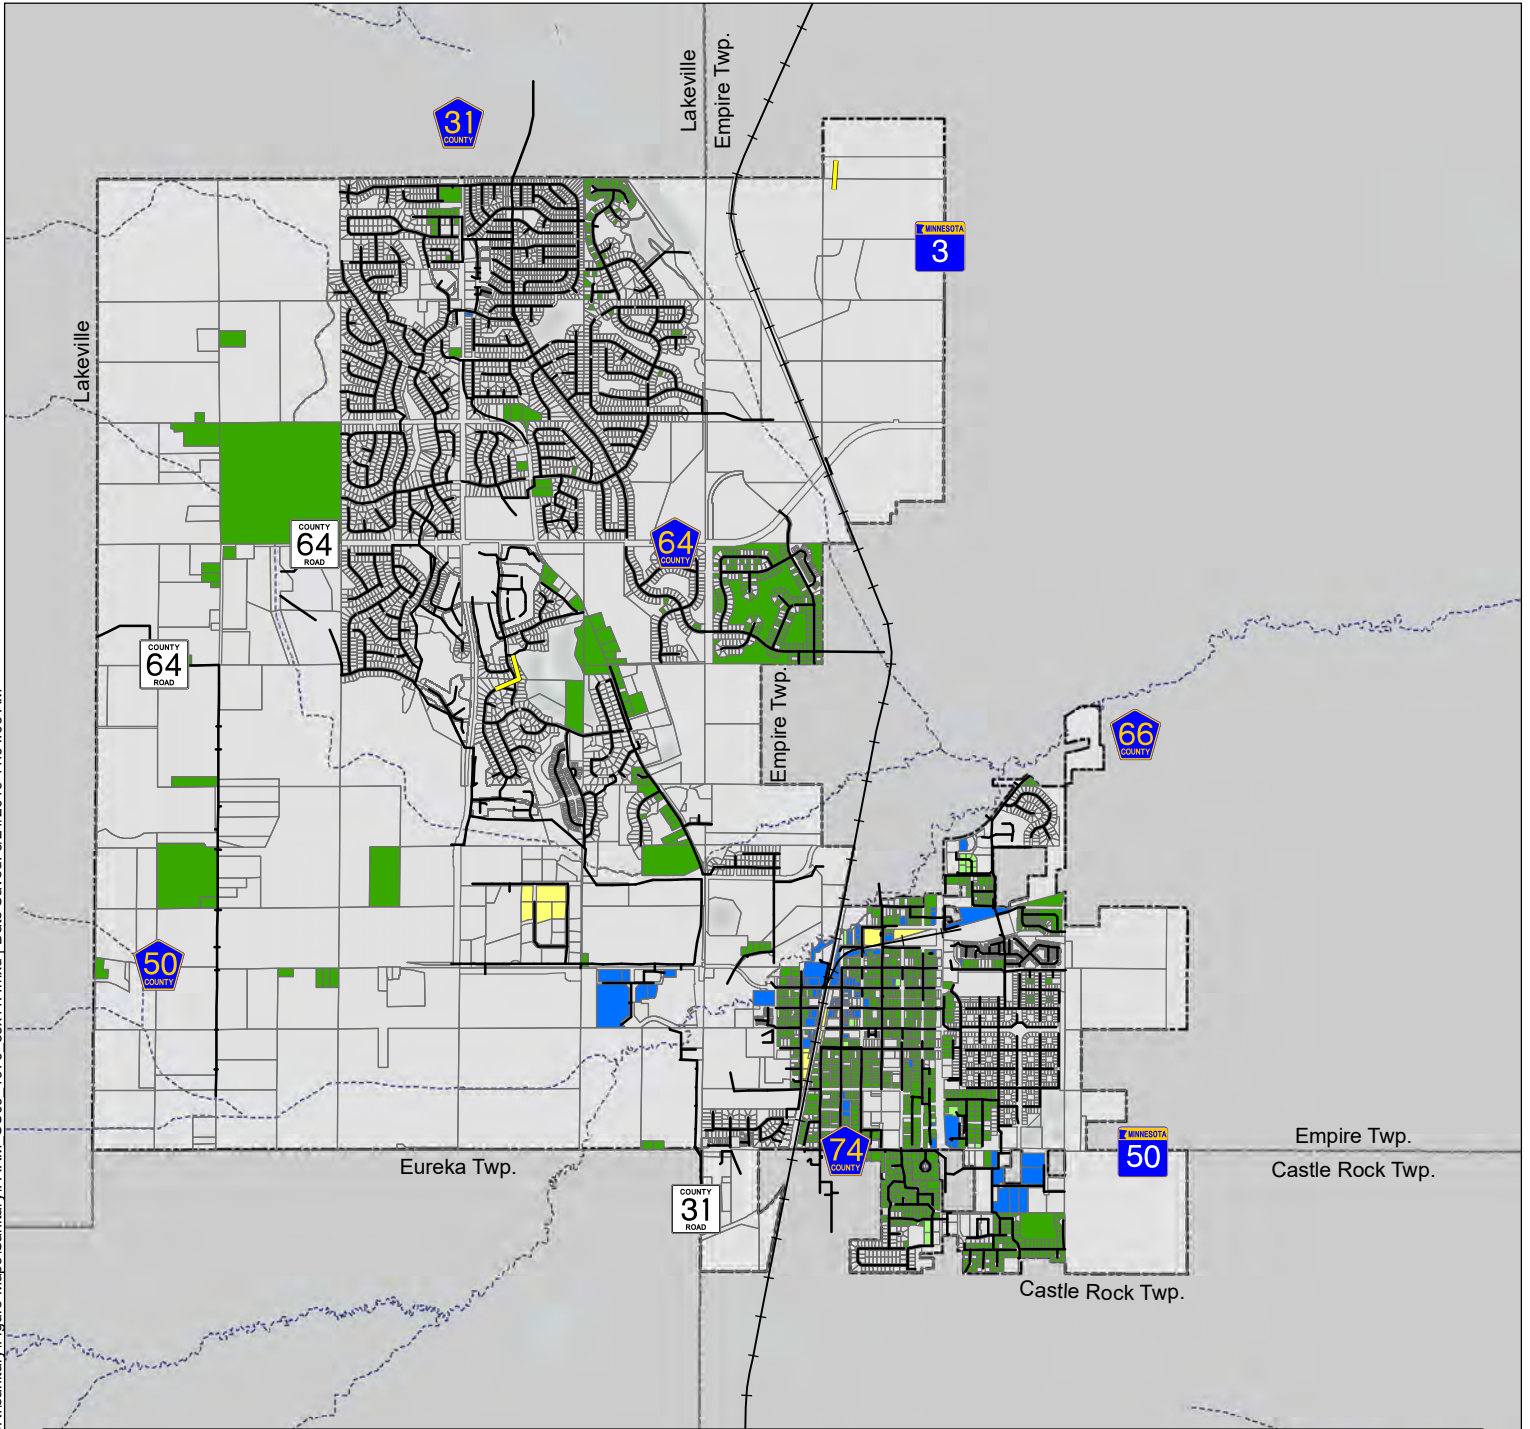 Lakeville
Empire Twp.
31
COUNTY
MINNESOTA
3
Lakeville
COUNTY
64
ROAD
64
COUNTY
COUNTY
64
ROAD
Empire Twp.
66
COUNTY
50
COUNTY
Empire Twp.
MINNESOTA
50
Castle Rock Twp.
74
COUNTY
Eureka Twp.
COUNTY
31
ROAD
Castle Rock Twp.